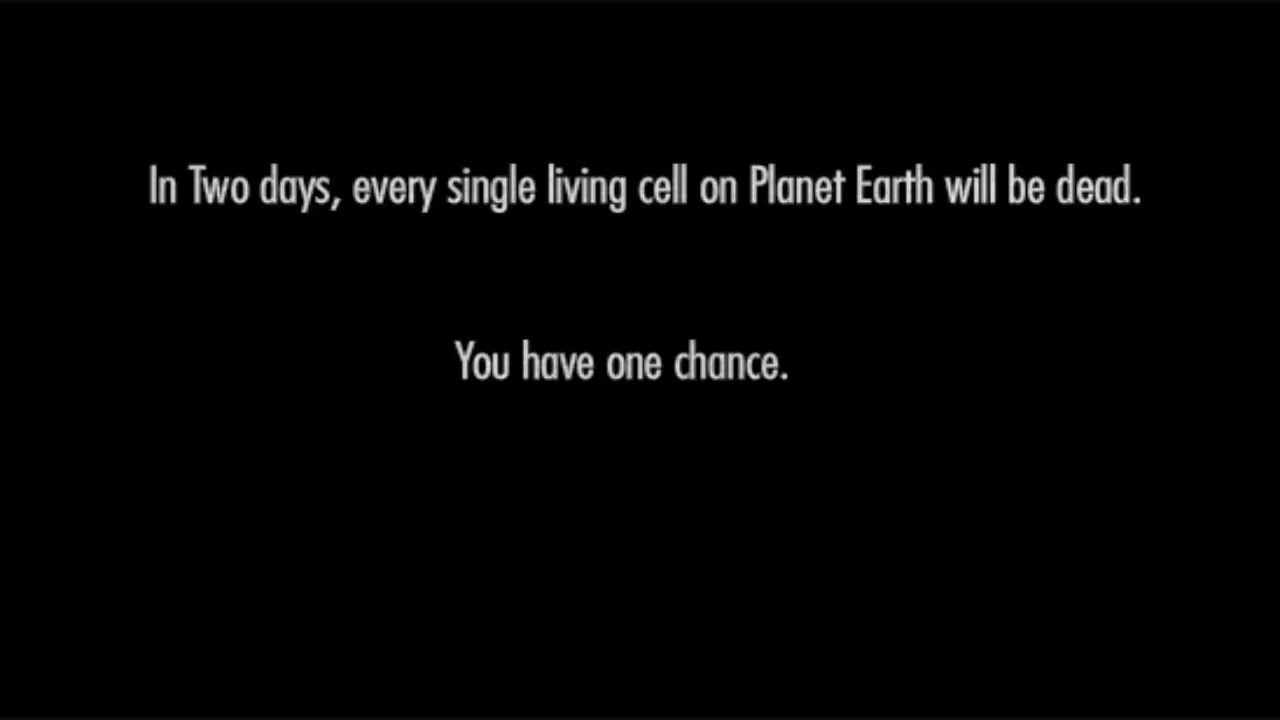 In Two days, every single living cell on Planet Earth will be dead.
You have one chance.